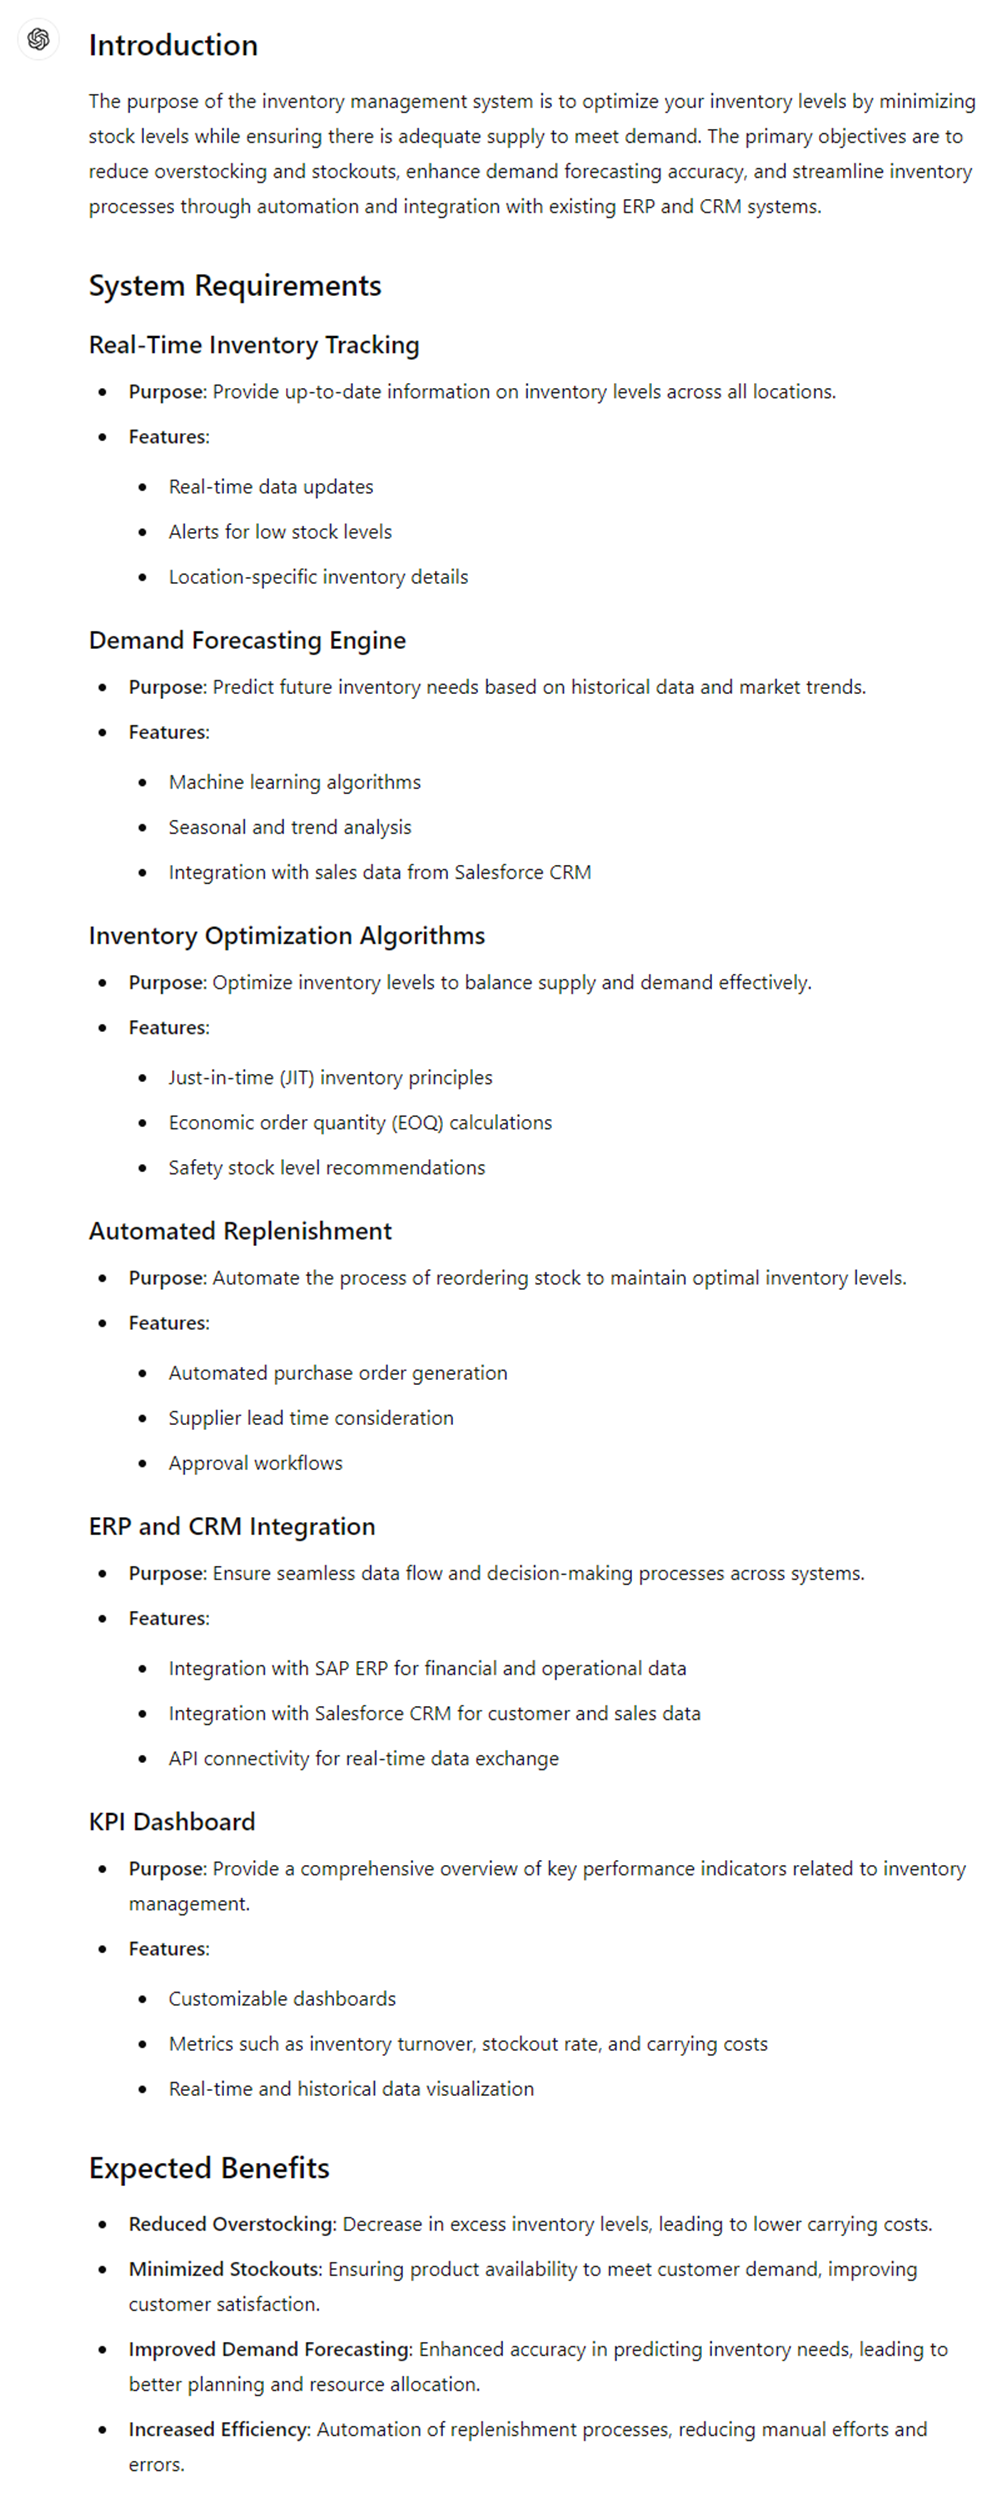 Introduction
The purpose of the inventory management system is to optimize your inventory levels by minimizing
stock levels while ensuring there is adequate supply to meet demand. The primary objectives are to
reduce overstocking and stockouts, enhance demand forecasting accuracy, and streamline inventory
processes through automation and integration with existing ERP and CRM systems.
System Requirements
Real-Time Inventory Tracking
• Purpose: Provide up-to-date information on inventory levels across all locations.
• Features:
• Real-time data updates
• Alerts for low stock levels
• Location-specific inventory details
Demand Forecasting Engine
• Purpose: Predict future inventory needs based on historical data and market trends.
• Features:
• Machine learning algorithms
• Seasonal and trend analysis
• Integration with sales data from Salesforce CRM
Inventory Optimization Algorithms
• Purpose: Optimize inventory levels to balance supply and demand effectively.
• Features:
• Just-in-time (JIT) inventory principles
• Economic order quantity (EOQ) calculations
• Safety stock level recommendations
Automated Replenishment
• Purpose: Automate the process of reordering stock to maintain optimal inventory levels.
• Features:
• Automated purchase order generation
• Supplier lead time consideration
• Approval workflows
ERP and CRM Integration
• Purpose: Ensure seamless data flow and decision-making processes across systems.
• Features:
• Integration with SAP ERP for financial and operational data
• Integration with Salesforce CRM for customer and sales data
• API connectivity for real-time data exchange
KPI Dashboard
• Purpose: Provide a comprehensive overview of key performance indicators related to inventory
management.
• Features:
• Customizable dashboards
• Metrics such as inventory turnover, stockout rate, and carrying costs
• Real-time and historical data visualization
Expected Benefits
• Reduced Overstocking: Decrease in excess inventory levels, leading to lower carrying costs.
• Minimized Stockouts: Ensuring product availability to meet customer demand, improving
customer satisfaction.
• Improved Demand Forecasting: Enhanced accuracy in predicting inventory needs, leading to
better planning and resource allocation.
• Increased Efficiency: Automation of replenishment processes, reducing manual efforts and
errors.